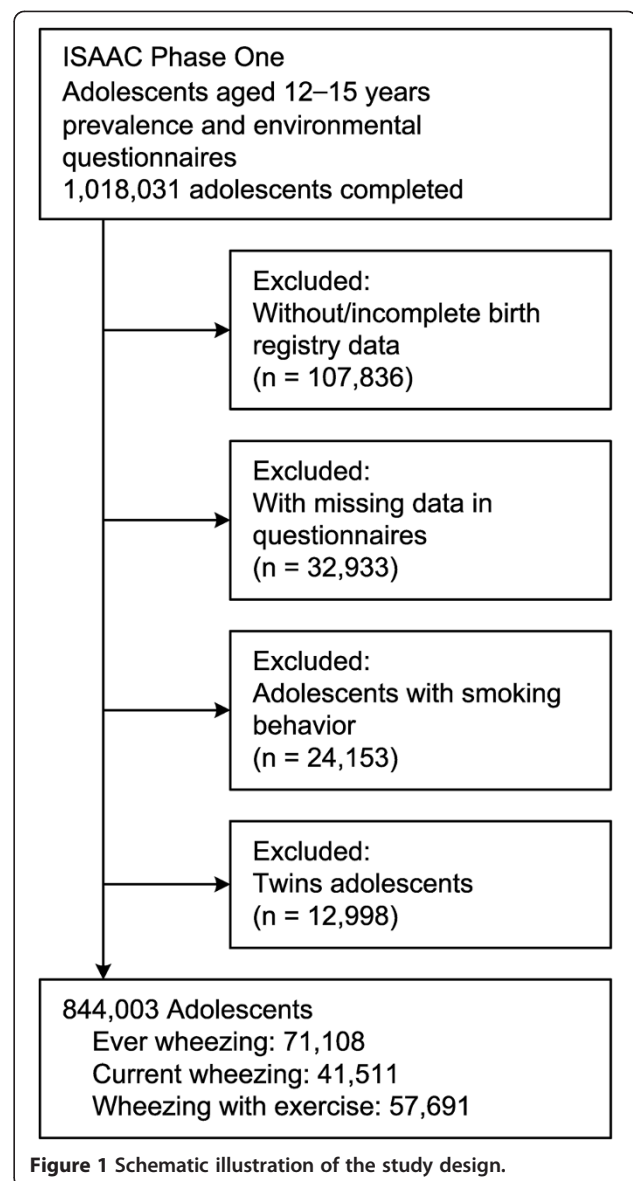 ISAAC Phase One
Adolescents aged 12–15 years
prevalence and environmental
questionnaires
1,018,031 adolescents completed
Excluded:
Without/incomplete birth
registry data
(n = 107,836)
Excluded:
With missing data in
questionnaires
(n = 32,933)
Excluded:
Adolescents with smoking
behavior
(n = 24,153)
Excluded:
Twins adolescents
(n = 12,998)
844,003 Adolescents
Ever wheezing: 71,108
Current wheezing: 41,511
Wheezing with exercise: 57,691
Figure 1 Schematic illustration of the study design.